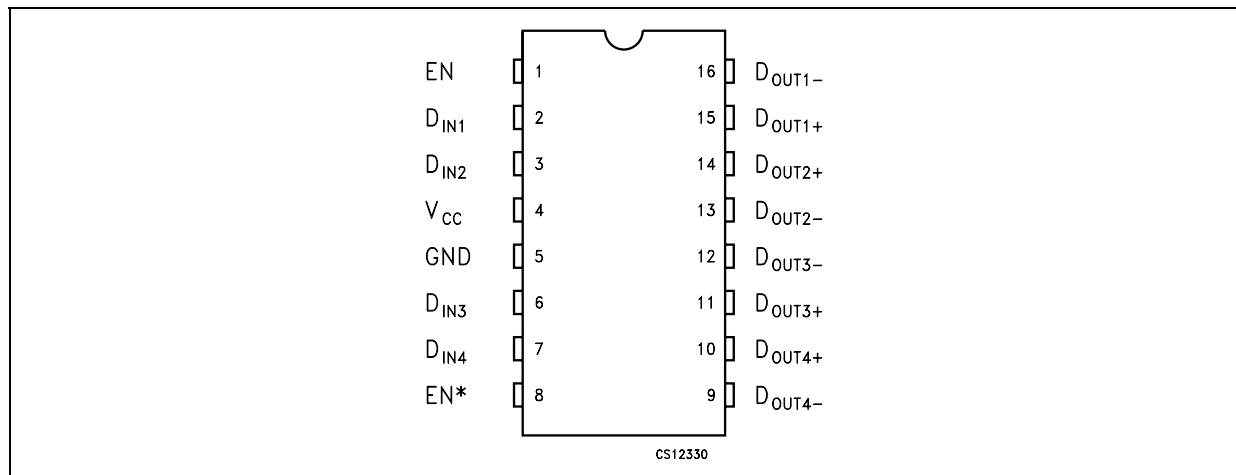 EN 1 16 DOUT1-
DIN1 2 15 DOUT1+
DIN2 3 14 DOUT2+
VCC 4 13 DOUT2-
GND 5 12 DOUT3-
DIN3 6 11 DOUT3+
DIN4 7 10 DOUT4+
EN* 8 9 DOUT4-
CS12330